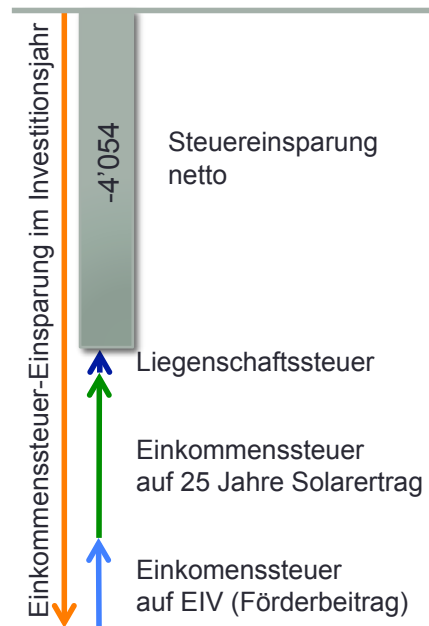 Einkommenssteuer-Einsparung im Investitionsjahr
-4’054
Steuereinsparung
netto
Liegenschaftssteuer
Einkommenssteuer
auf 25 Jahre Solarertrag
Einkomenssteuer
auf EIV (Förderbeitrag)